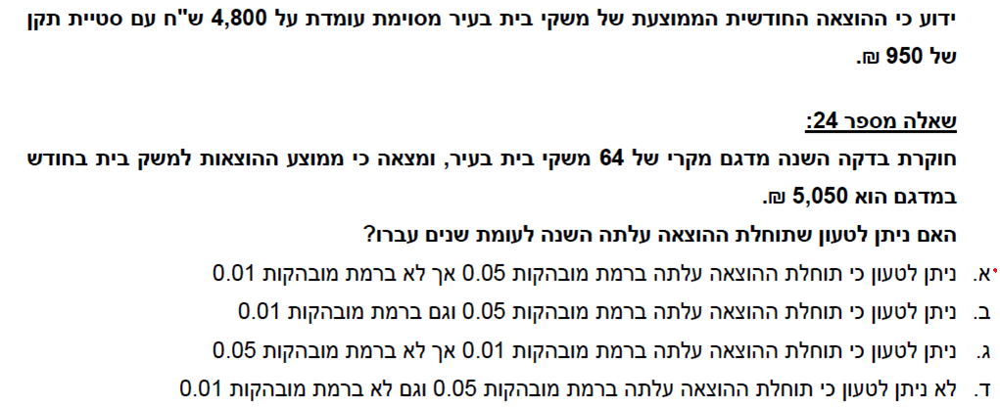 ידוע כי ההוצאה החודשית הממוצעת של משקי בית בעיר מסוימת עומדת על 4,800 ש"ח עם סטיית תקן
של 950 ₪.
שאלה מספר 24:
חוקרת בדקה השנה מדגם מקרי של 64 משקי בית בעיר, ומצאה כי ממוצע ההוצאות למשק בית בחודש
במדגם הוא 5,050 ₪.
האם ניתן לטעון שתוחלת ההוצאה עלתה השנה לעומת שנים עברו?
א. ניתן לטעון כי תוחלת ההוצאה עלתה ברמת מובהקות 0.05 אך לא ברמת מובהקות 0.01
ב. ניתן לטעון כי תוחלת ההוצאה עלתה ברמת מובהקות 0.05 וגם ברמת מובהקות 0.01
ג. ניתן לטעון כי תוחלת ההוצאה עלתה ברמת מובהקות 0.01 אך לא ברמת מובהקות 0.05
ד. לא ניתן לטעון כי תוחלת ההוצאה עלתה ברמת מובהקות 0.05 וגם לא ברמת מובהקות 0.01